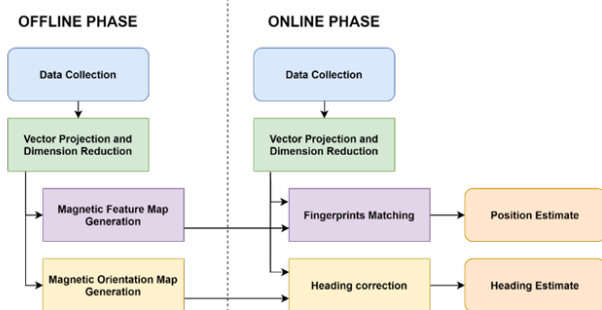 OFFLINE PHASE
ONLINE PHASE
Data Collection
Data Collection
Vector Projection and
Dimension Reduction
Vector Projection and
Dimension Reduction
Magnetic Feature Map
Generation
Fingerprints Matching
Position Estimate
Magnetic Orientation Map
Generation
Heading correction
Heading Estimate